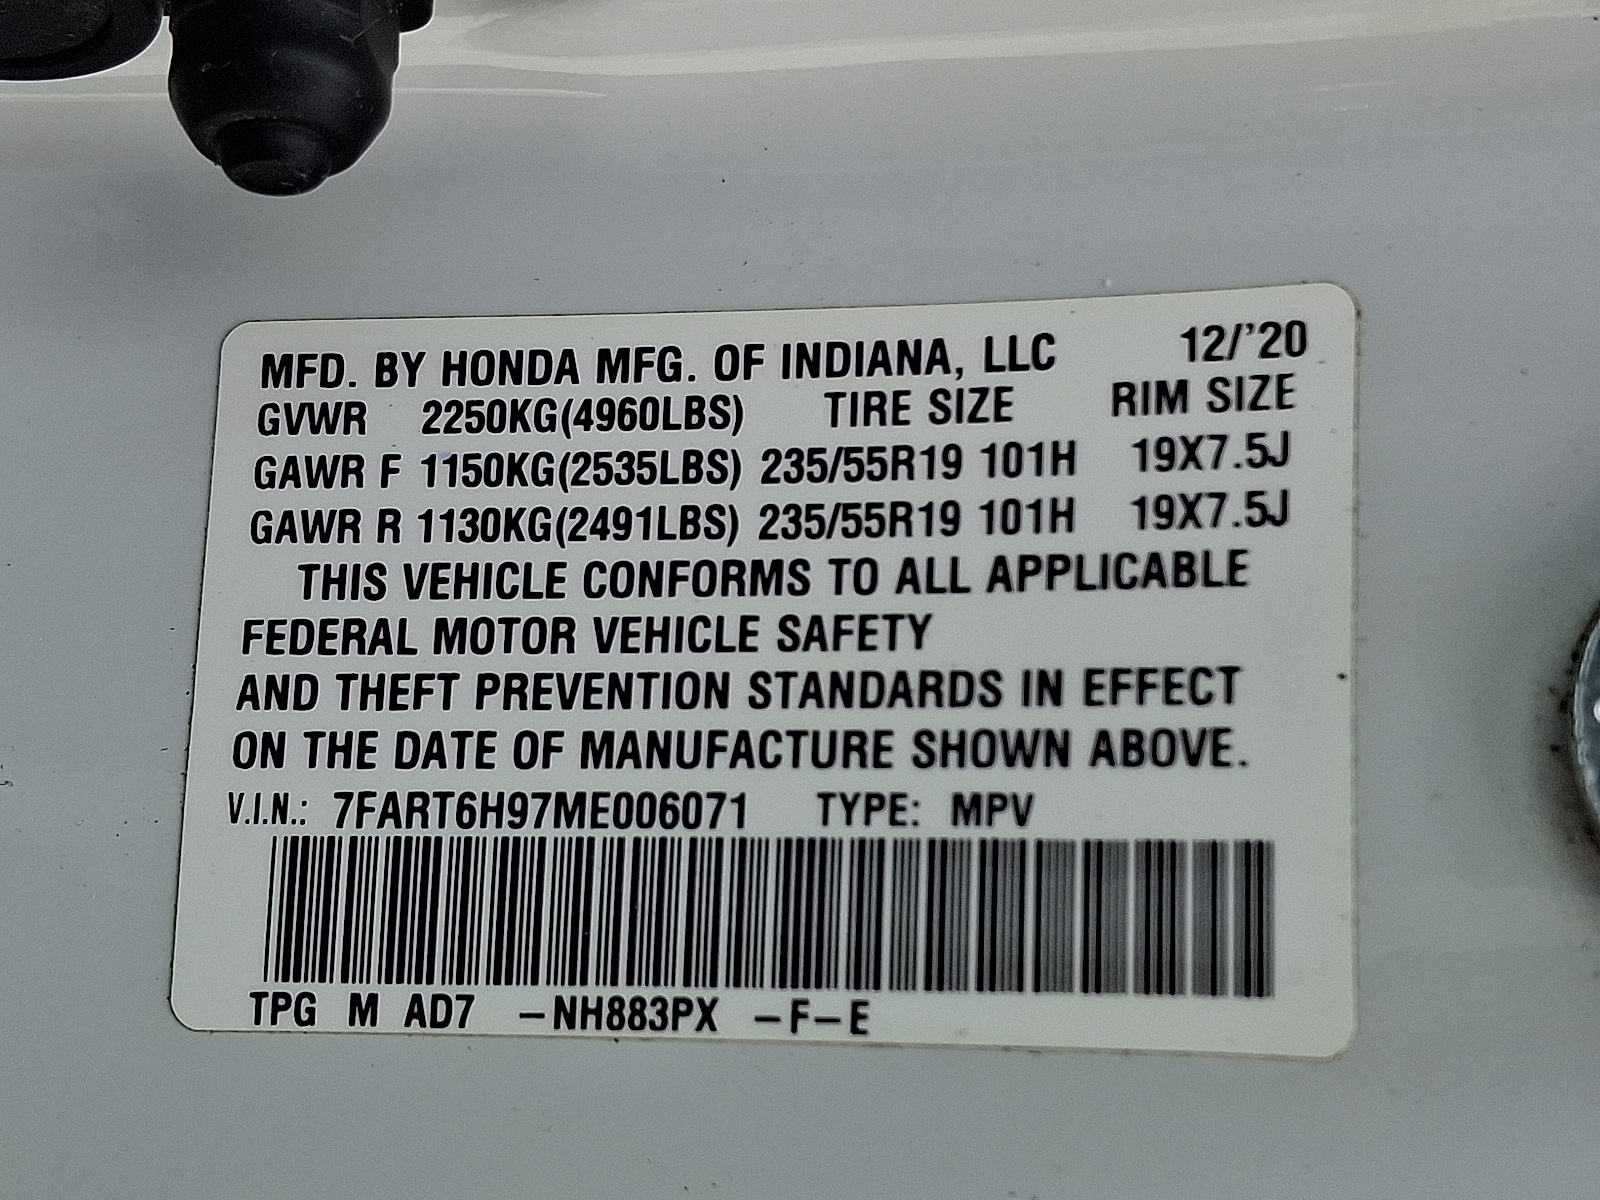 MFD. BY HONDA MFG. OF INDIANA, LLC 12/'20
GVWR 2250KG(4960LBS) TIRE SIZE RIM SIZE
GAWR F 1150KG(2535LBS) 235/55R19 101H 19X7.5J
GAWR R 1130KG(2491LBS) 235/55R19 101H 19X7.5J
THIS VEHICLE CONFORMS TO ALL APPLICABLE
FEDERAL MOTOR VEHICLE SAFETY
AND THEFT PREVENTION STANDARDS IN EFFECT
ON THE DATE OF MANUFACTURE SHOWN ABOVE.
V.I.N.: 7FART6H97ME006071 TYPE: MPV
TPG M AD7 -NH883PX -F-E